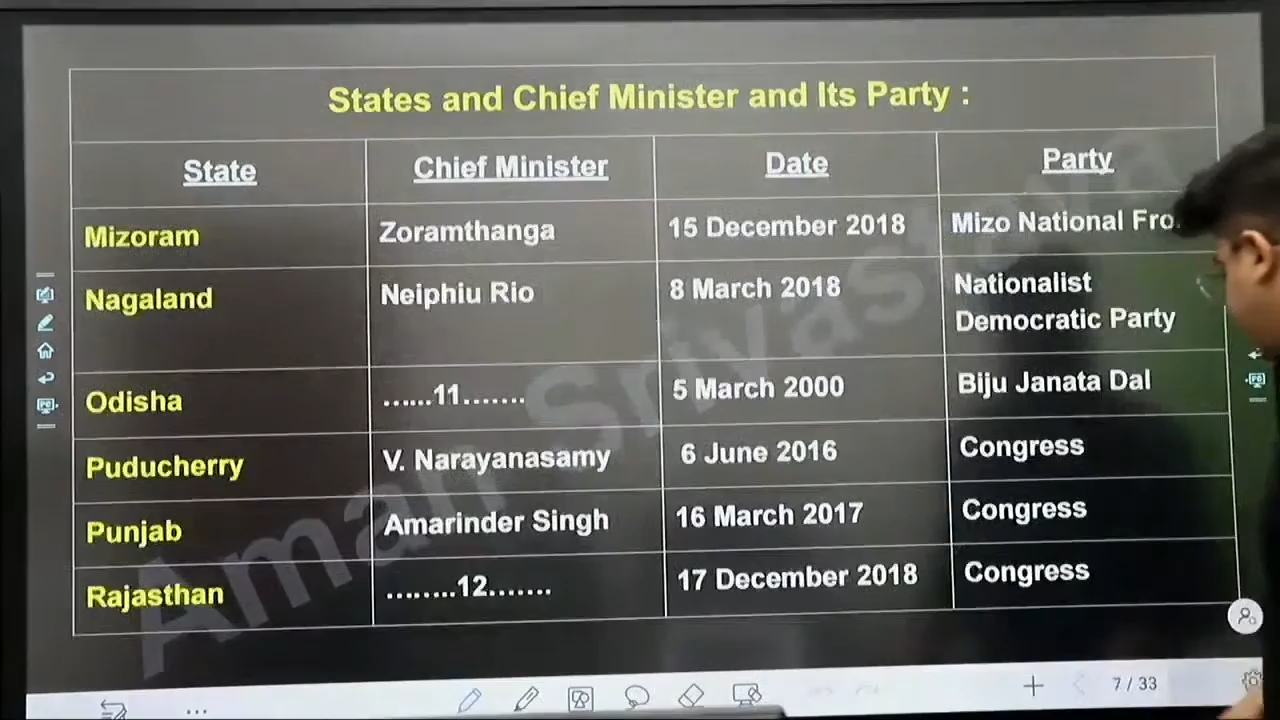 States and Chief Minister and Its Party :
State Chief Minister Date Party
Mizoram Zoramthanga 15 December 2018 Mizo National Fro
Nagaland Neiphiu Rio 8 March 2018 Nationalist
Democratic Party
Odisha ......11....... 5 March 2000 Biju Janata Dal
Puducherry V. Narayanasamy 6 June 2016 Congress
Punjab Amarinder Singh 16 March 2017 Congress
Rajasthan ........12....... 17 December 2018 Congress
Aman Srivastava
7 / 33